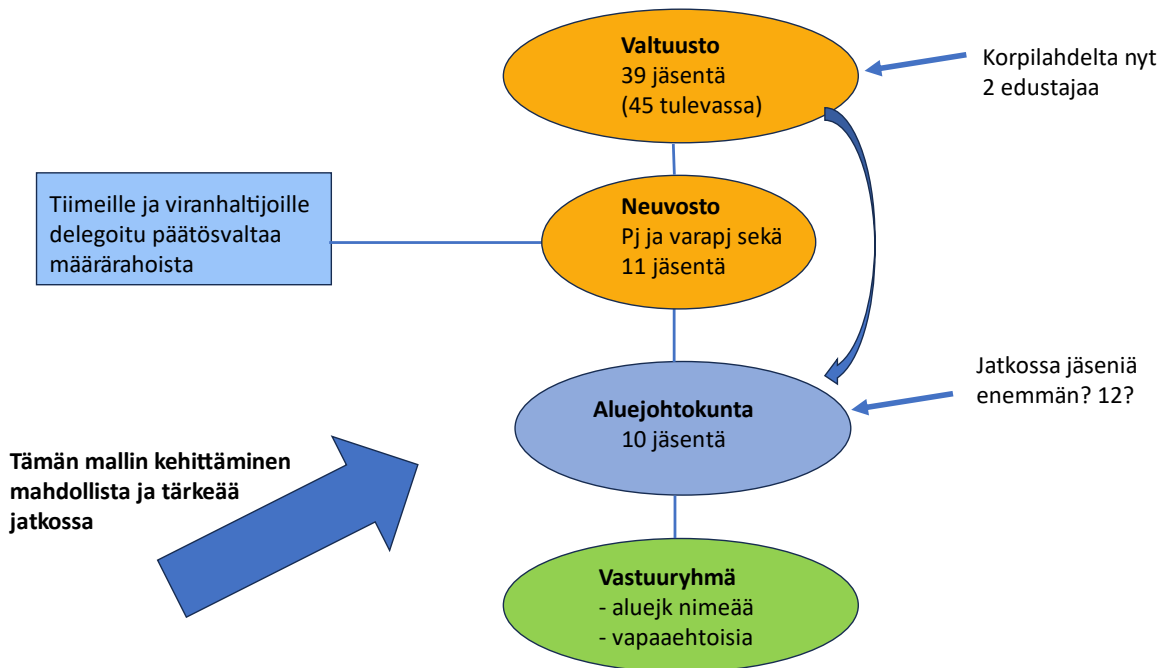 Valtuusto
39 jäsentä
(45 tulevassa)
Korpilahdelta nyt
2 edustajaa
Tiimeille ja viranhaltijoille
delegoitu päätösvaltaa
määrärahoista
Neuvosto
Pj ja varapj sekä
11 jäsentä
Jatkossa jäseniä
enemmän? 12?
Aluejohtokunta
10 jäsentä
Tämän mallin kehittäminen
mahdollista ja tärkeää
jatkossa
Vastuuryhmä
- aluejk nimeää
- vapaaehtoisia